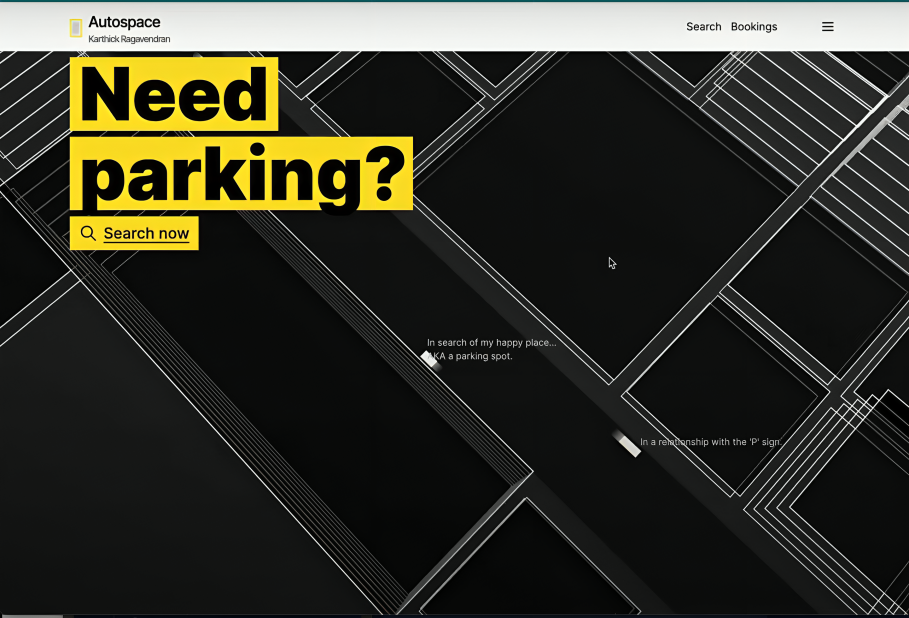 Autospace
Karthick Ragavendran
Search
Bookings
Need
parking?
Search now
In search of my happy place...
AKA a parking spot.
In a relationship with the 'P' sign.